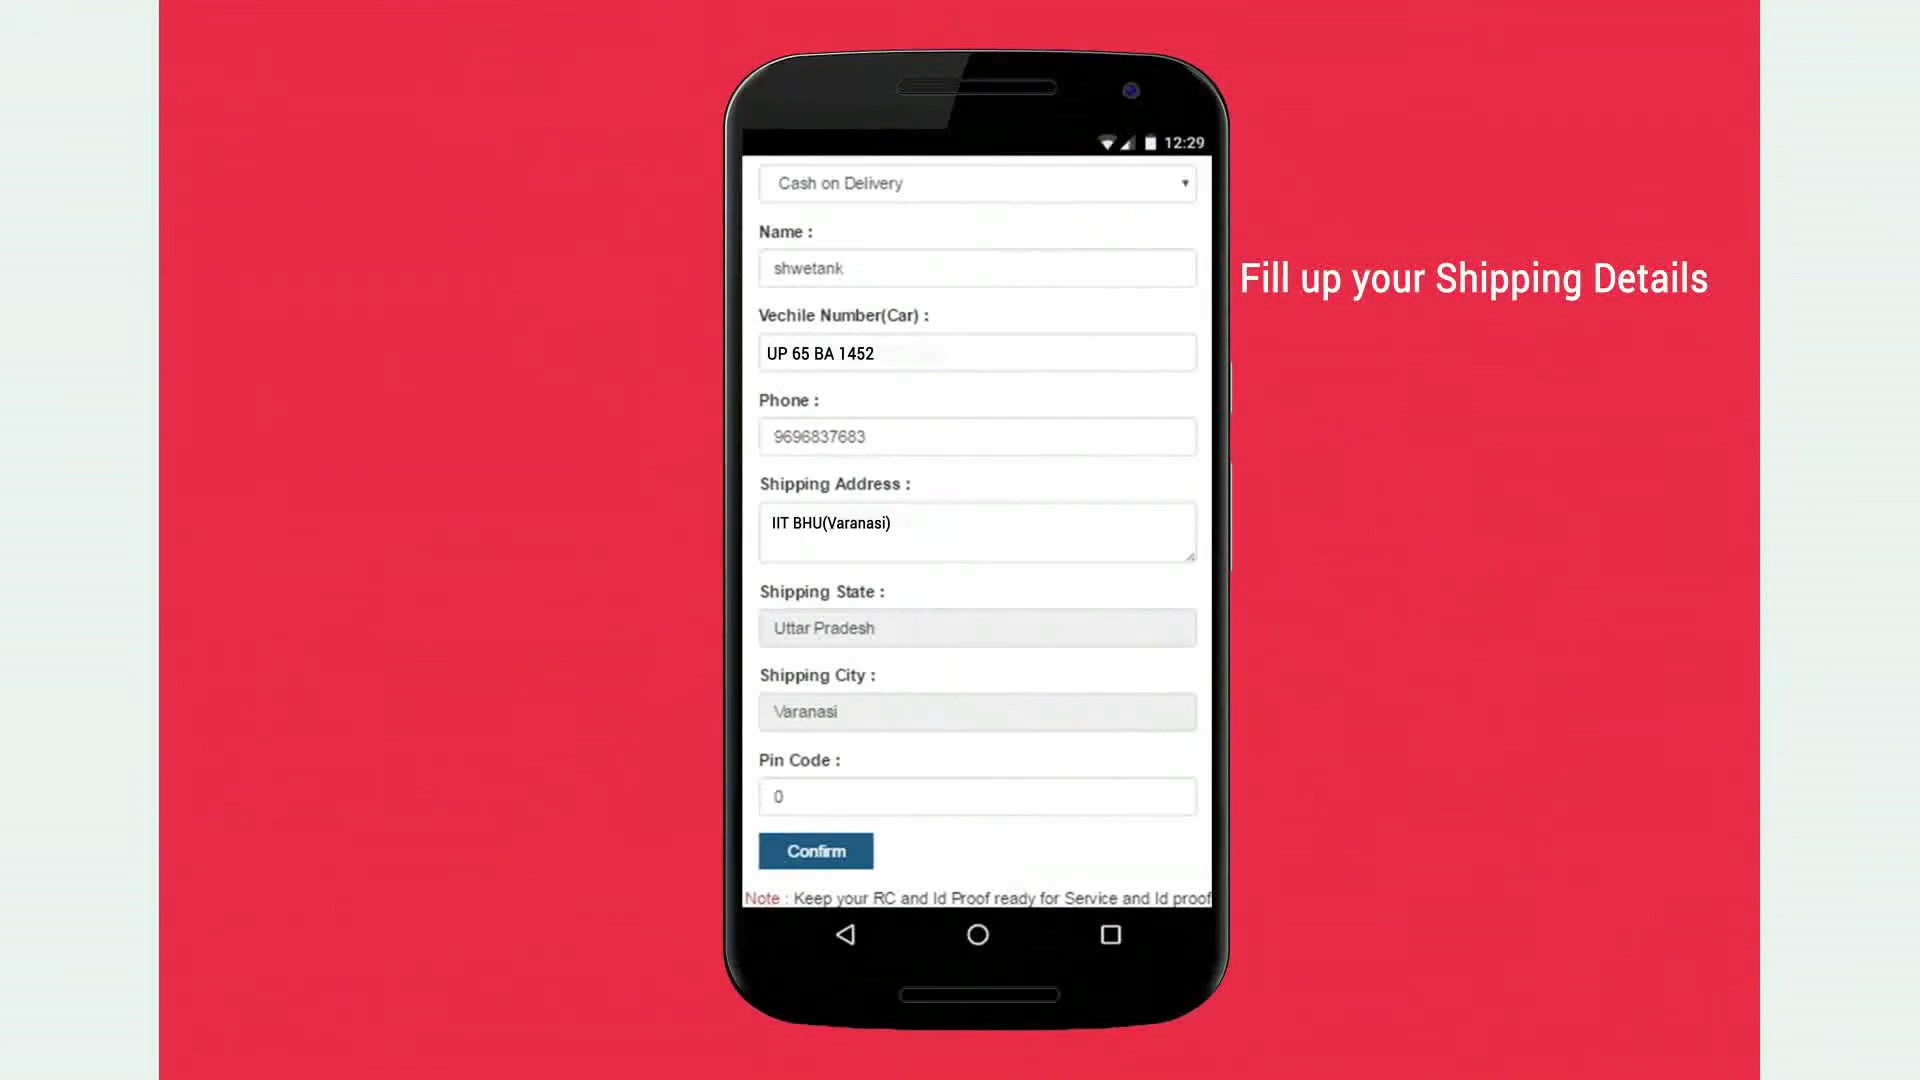 12:29
Cash on Delivery
Name :
shwetank
Fill up your Shipping Details
Vechile Number(Car) :
UP 65 BA 1452
Phone :
9696837683
Shipping Address :
IIT BHU(Varanasi)
Shipping State :
Uttar Pradesh
Shipping City :
Varanasi
Pin Code :
0
Confirm
Note : Keep your RC and Id Proof ready for Service and Id proof